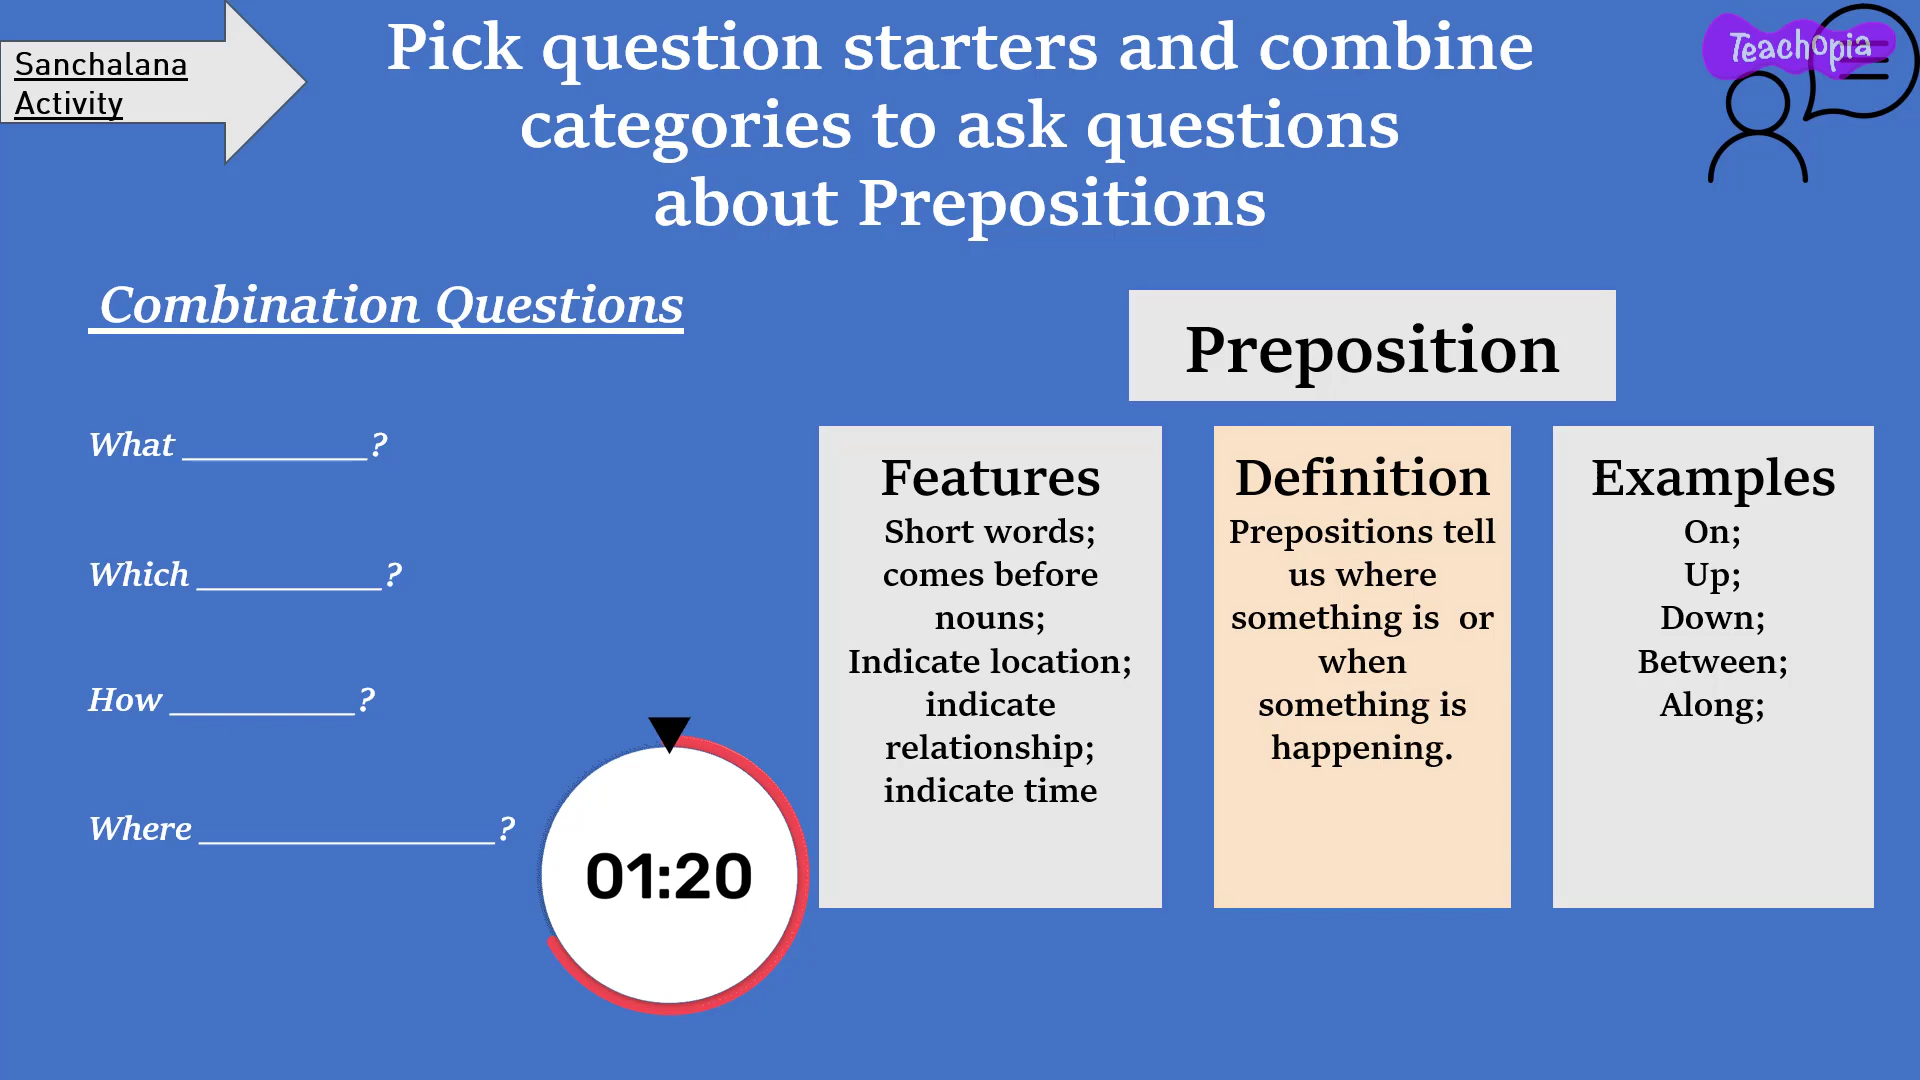 Sanchalana
Activity
Pick question starters and combine
categories to ask questions
about Prepositions
Teachopia
Combination Questions
What ___________?
Which ___________?
How ___________?
Where __________________?
01:20
Preposition
Features
Short words;
comes before
nouns;
Indicate location;
indicate
relationship;
indicate time
Definition
Prepositions tell
us where
something is  or
when
something is
happening.
Examples
On;
Up;
Down;
Between;
Along;